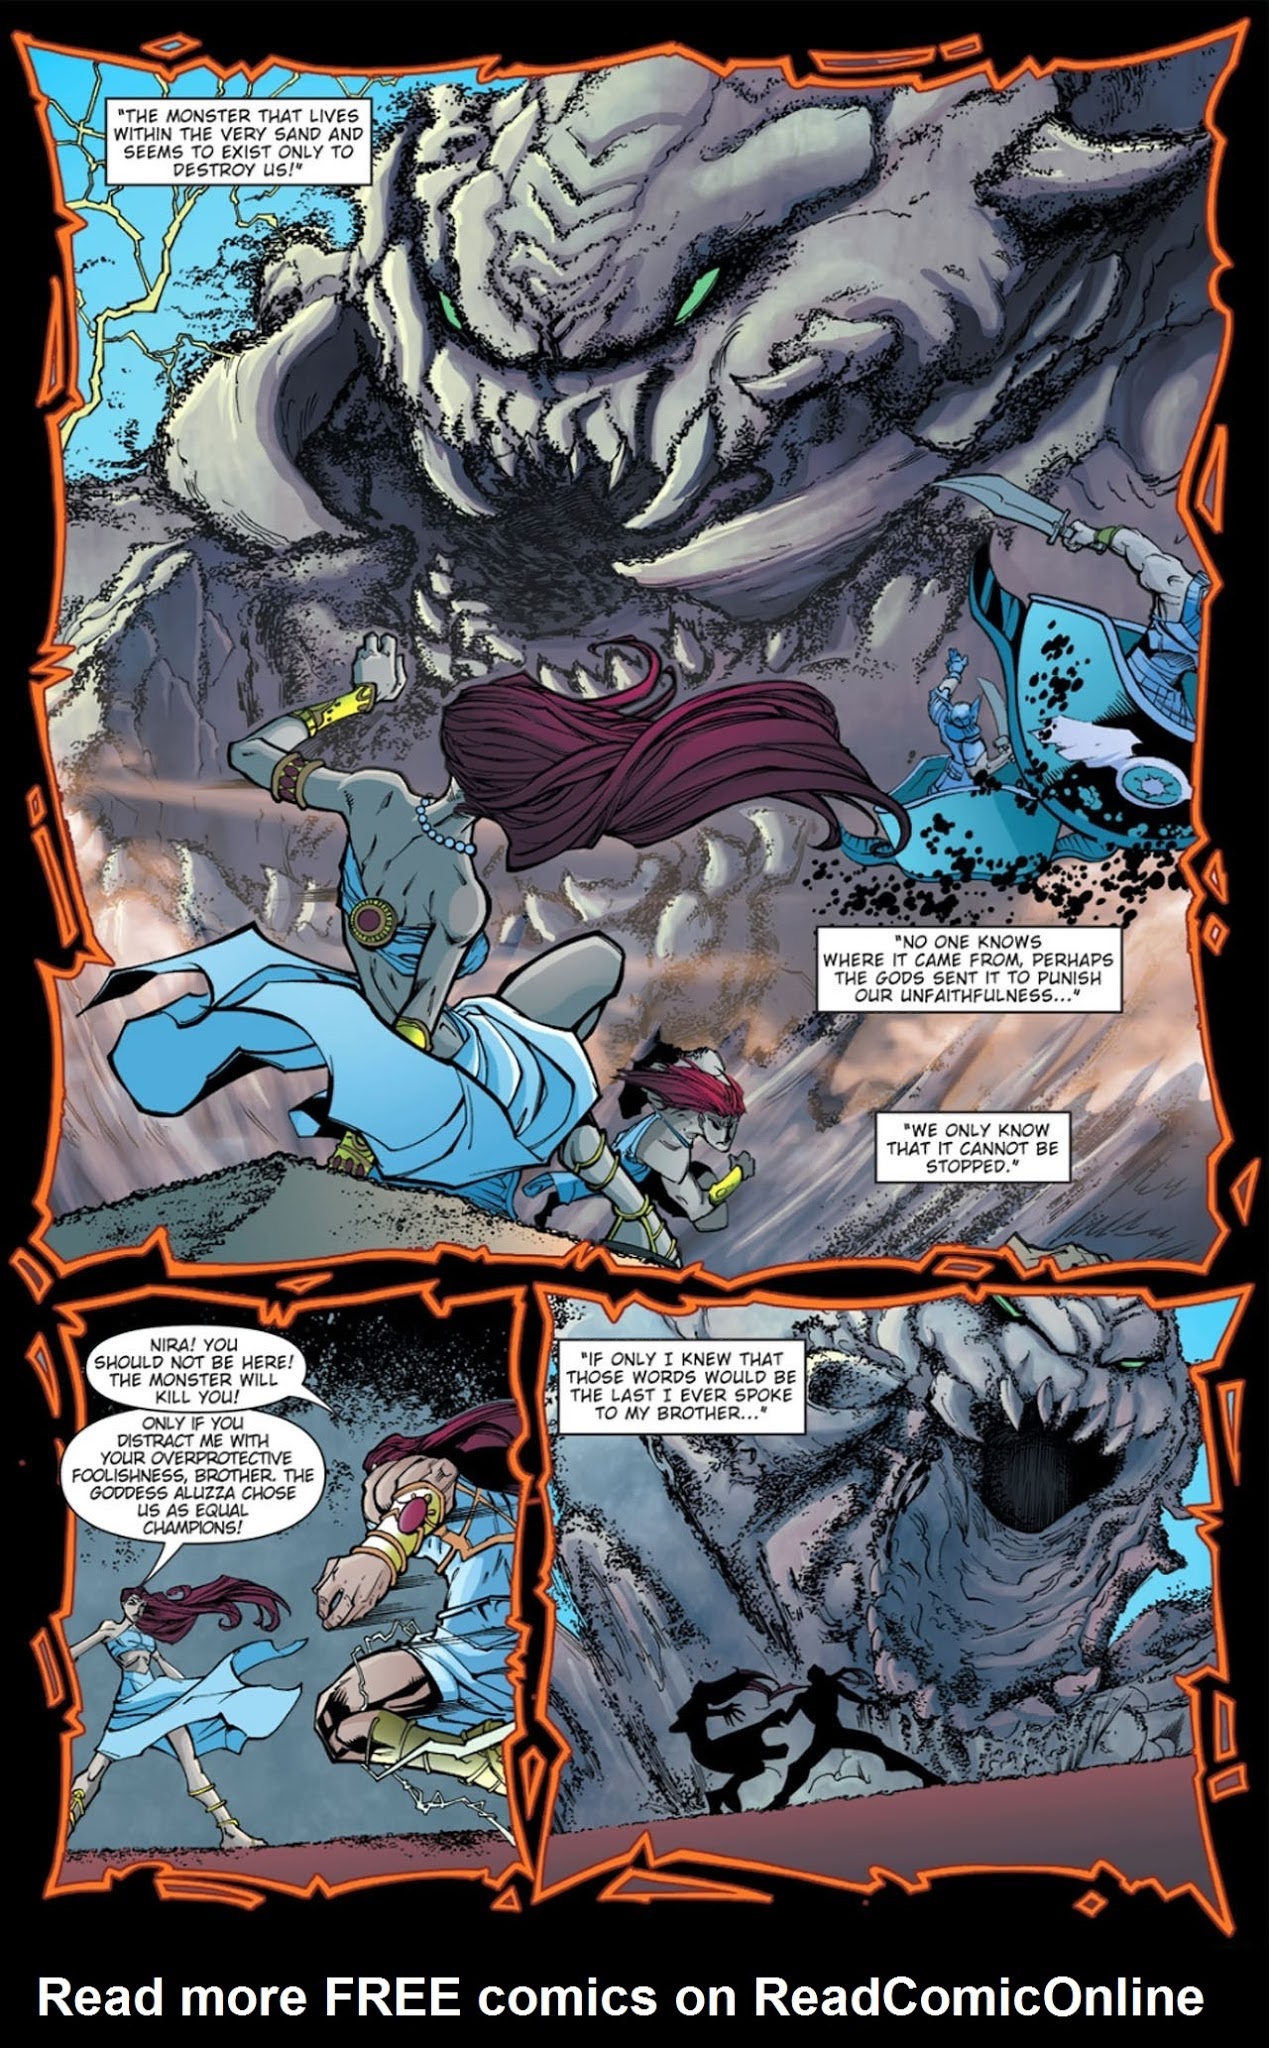 "THE MONSTER THAT LIVES
WITHIN THE VERY SAND AND
SEEMS TO EXIST ONLY TO
DESTROY US!"
"NO ONE KNOWS
WHERE IT CAME FROM, PERHAPS
THE GODS SENT IT TO PUNISH
OUR UNFAITHFULNESS..."
"WE ONLY KNOW
THAT IT CANNOT BE
STOPPED."
NIRA! YOU
SHOULD NOT BE HERE!
THE MONSTER WILL
KILL YOU!
ONLY IF YOU
DISTRACT ME WITH
YOUR OVERPROTECTIVE
FOOLISHNESS, BROTHER. THE
GODDESS ALUZZA CHOSE
US AS EQUAL
CHAMPIONS!
"IF ONLY I KNEW THAT
THOSE WORDS WOULD BE
THE LAST I EVER SPOKE
TO MY BROTHER..."
Read more FREE comics on ReadComicOnline